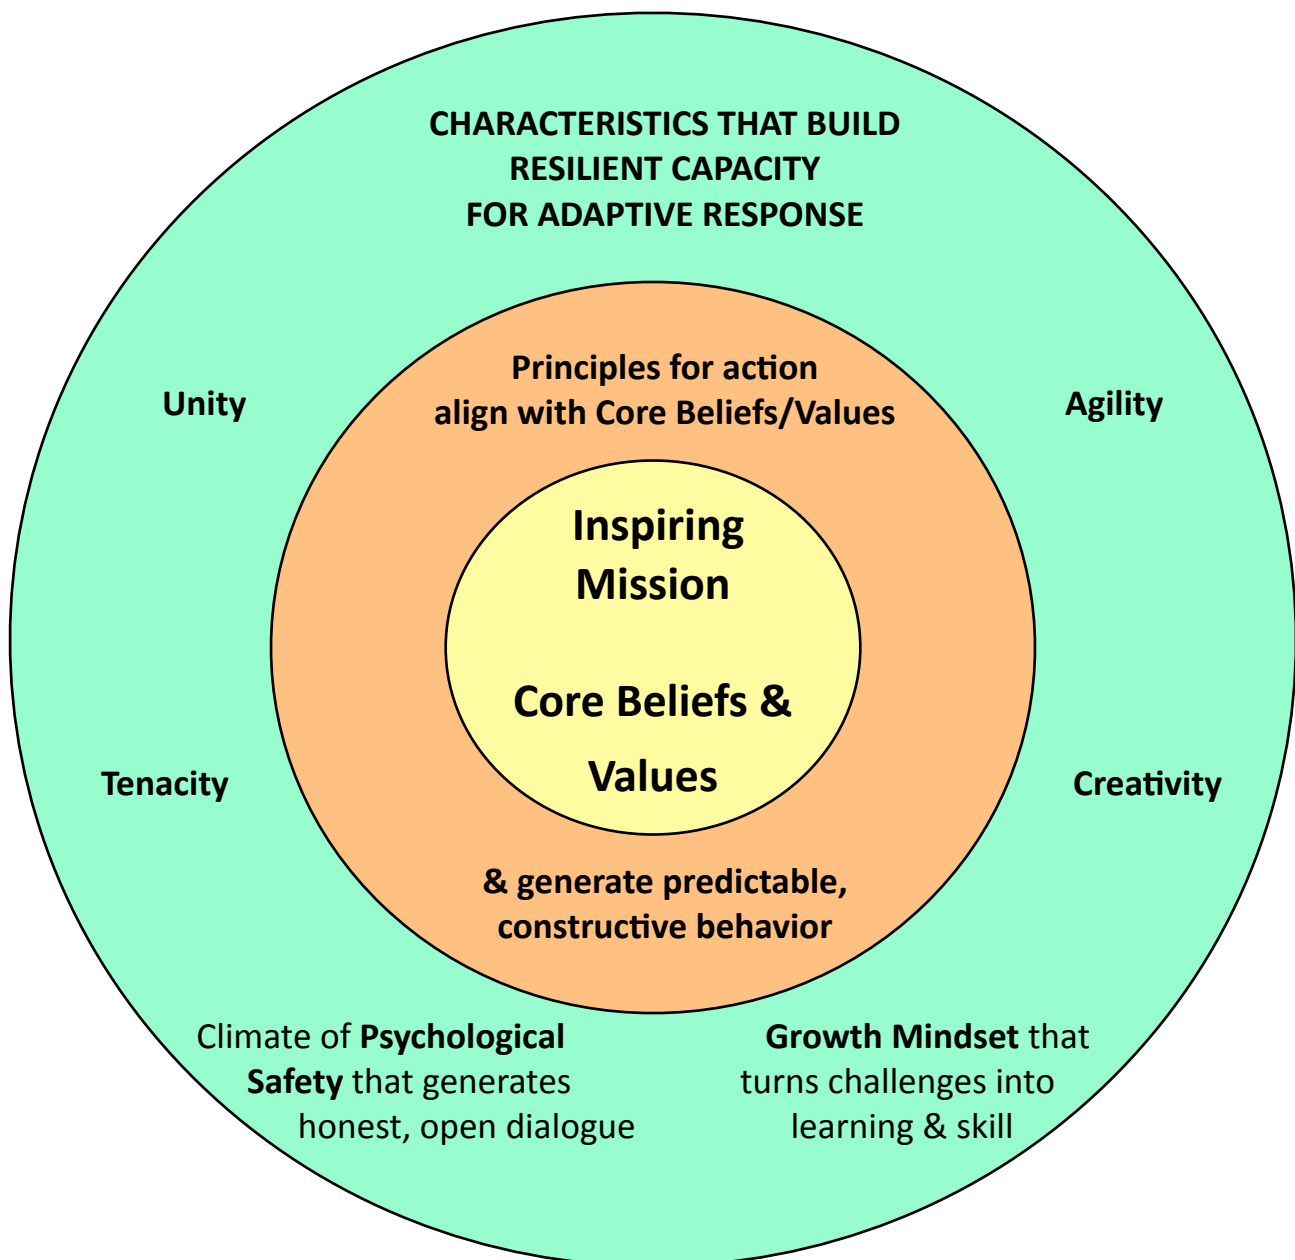 CHARACTERISTICS THAT BUILD
RESILIENT CAPACITY
FOR ADAPTIVE RESPONSE
Principles for action
align with Core Beliefs/Values
Unity
Agility
Inspiring
Mission
Core Beliefs &
Values
Tenacity
Creativity
& generate predictable,
constructive behavior
Climate of Psychological
Safety that generates
honest, open dialogue
Growth Mindset that
turns challenges into
learning & skill